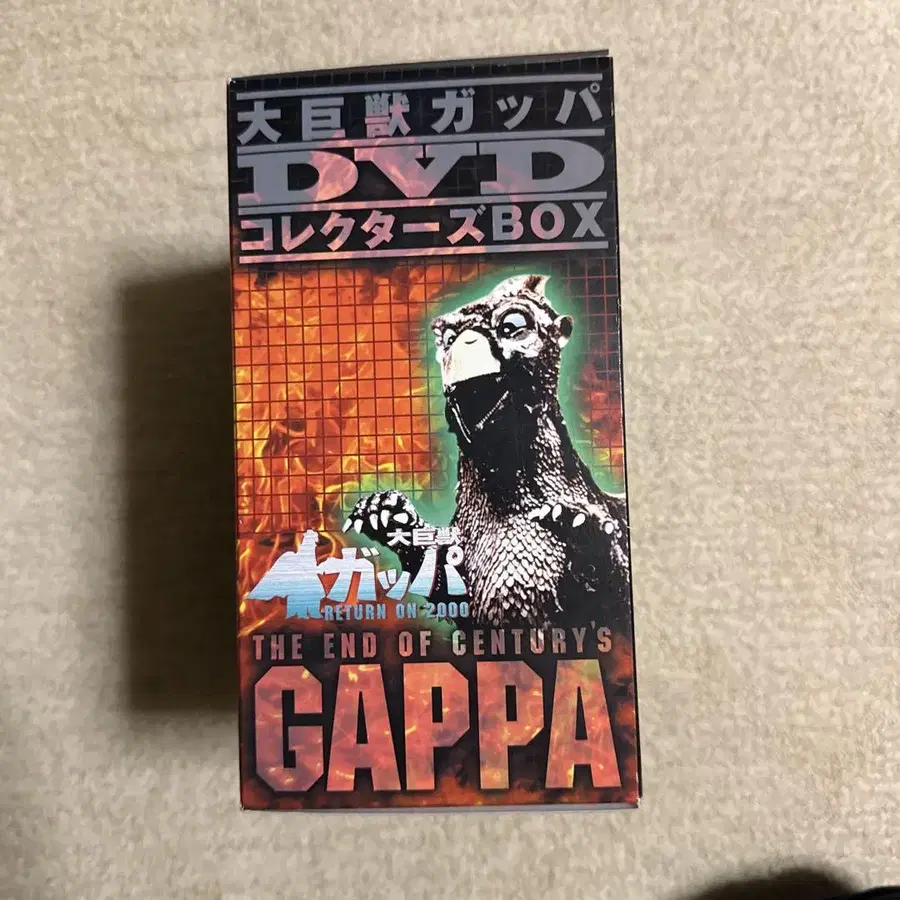 大巨獣ガッパ
DVD
コレクターズBOX
大巨獣
ガッパ
RETURN ON 2000
THE END OF CENTURY'S
GAPPA